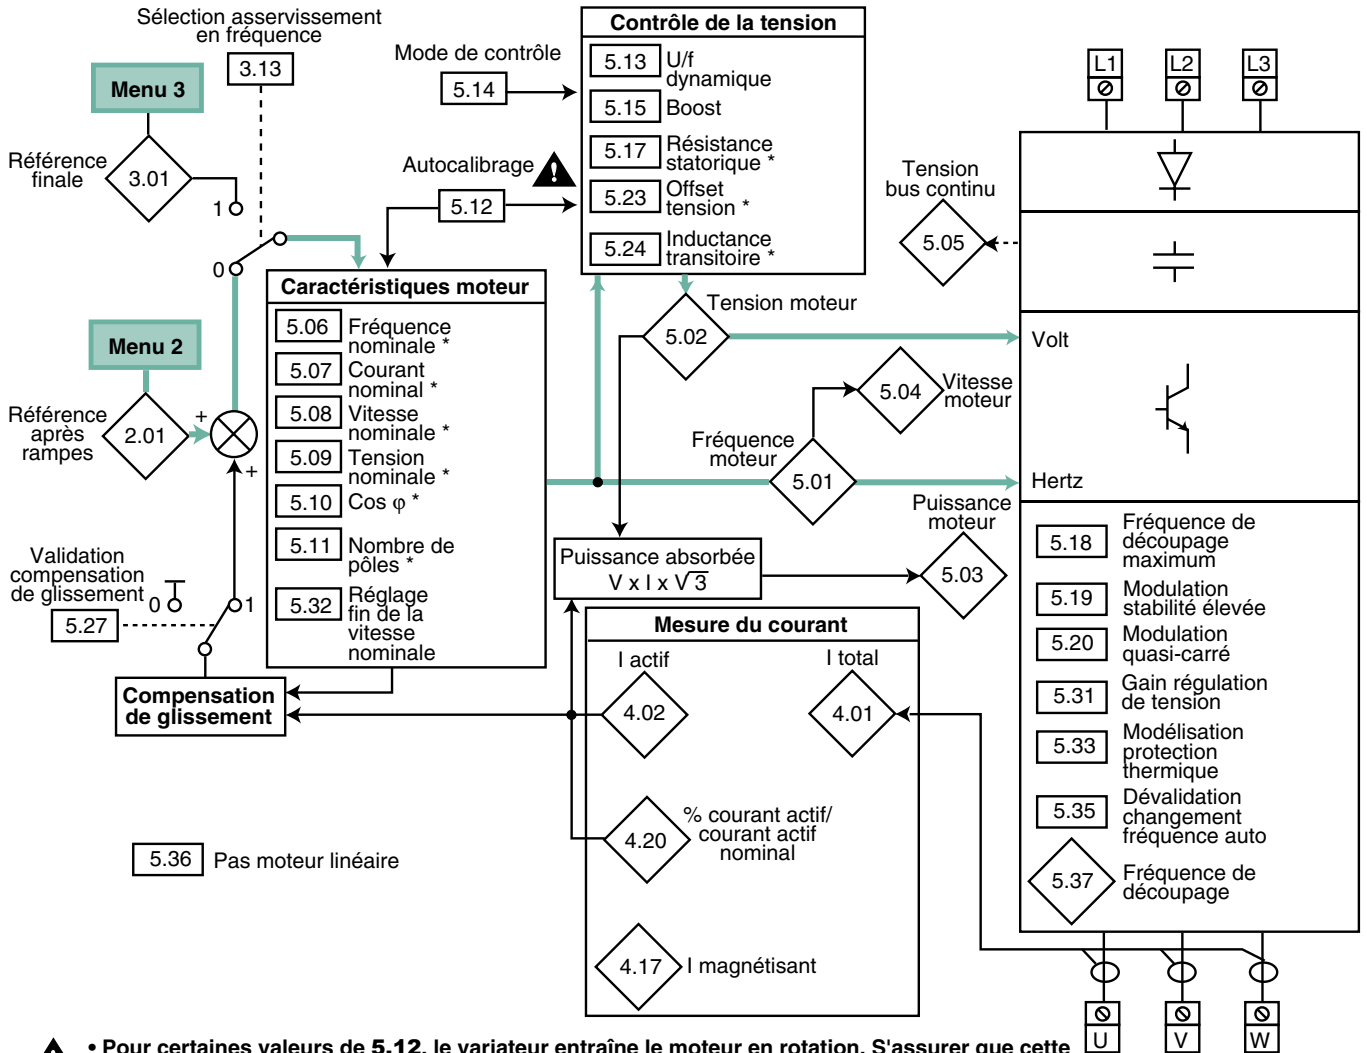 Sélection asservissement
en fréquence
3.13
Menu 3
Référence
finale
3.01
1
0
Menu 2
Référence
après
rampes
2.01
+
+
Validation
compensation
de glissement
0
1
5.27
Compensation
de glissement
5.36 Pas moteur linéaire
Mode de contrôle
5.14
Autocalibrage
5.12
Contrôle de la tension
5.13 U/f
dynamique
5.15 Boost
5.17 Résistance
statorique *
5.23 Offset
tension *
5.24 Inductance
transitoire *
Caractéristiques moteur
5.06 Fréquence
nominale *
5.07 Courant
nominal *
5.08 Vitesse
nominale *
5.09 Tension
nominale *
5.10 Cos φ *
5.11 Nombre de
pôles *
5.32 Réglage
fin de la
vitesse
nominale
Tension moteur
5.02
5.04 Vitesse
moteur
Fréquence
moteur
5.01
Puissance
moteur
5.03
Puissance absorbée
V x I x √3
Mesure du courant
I actif
4.02
I total
4.01
4.20 % courant actif/
courant actif
nominal
4.17 I magnétisant
Tension
bus continu
5.05
L1 L2 L3
Volt
Hertz
5.18 Fréquence de
découpage
maximum
5.19 Modulation
stabilité élevée
5.20 Modulation
quasi-carré
5.31 Gain régulation
de tension
5.33 Modélisation
protection
thermique
5.35 Dévalidation
changement
fréquence auto
5.37 Fréquence de
découpage
U V W
• Pour certaines valeurs de 5.12, le variateur entraîne le moteur en rotation. S'assurer que cette